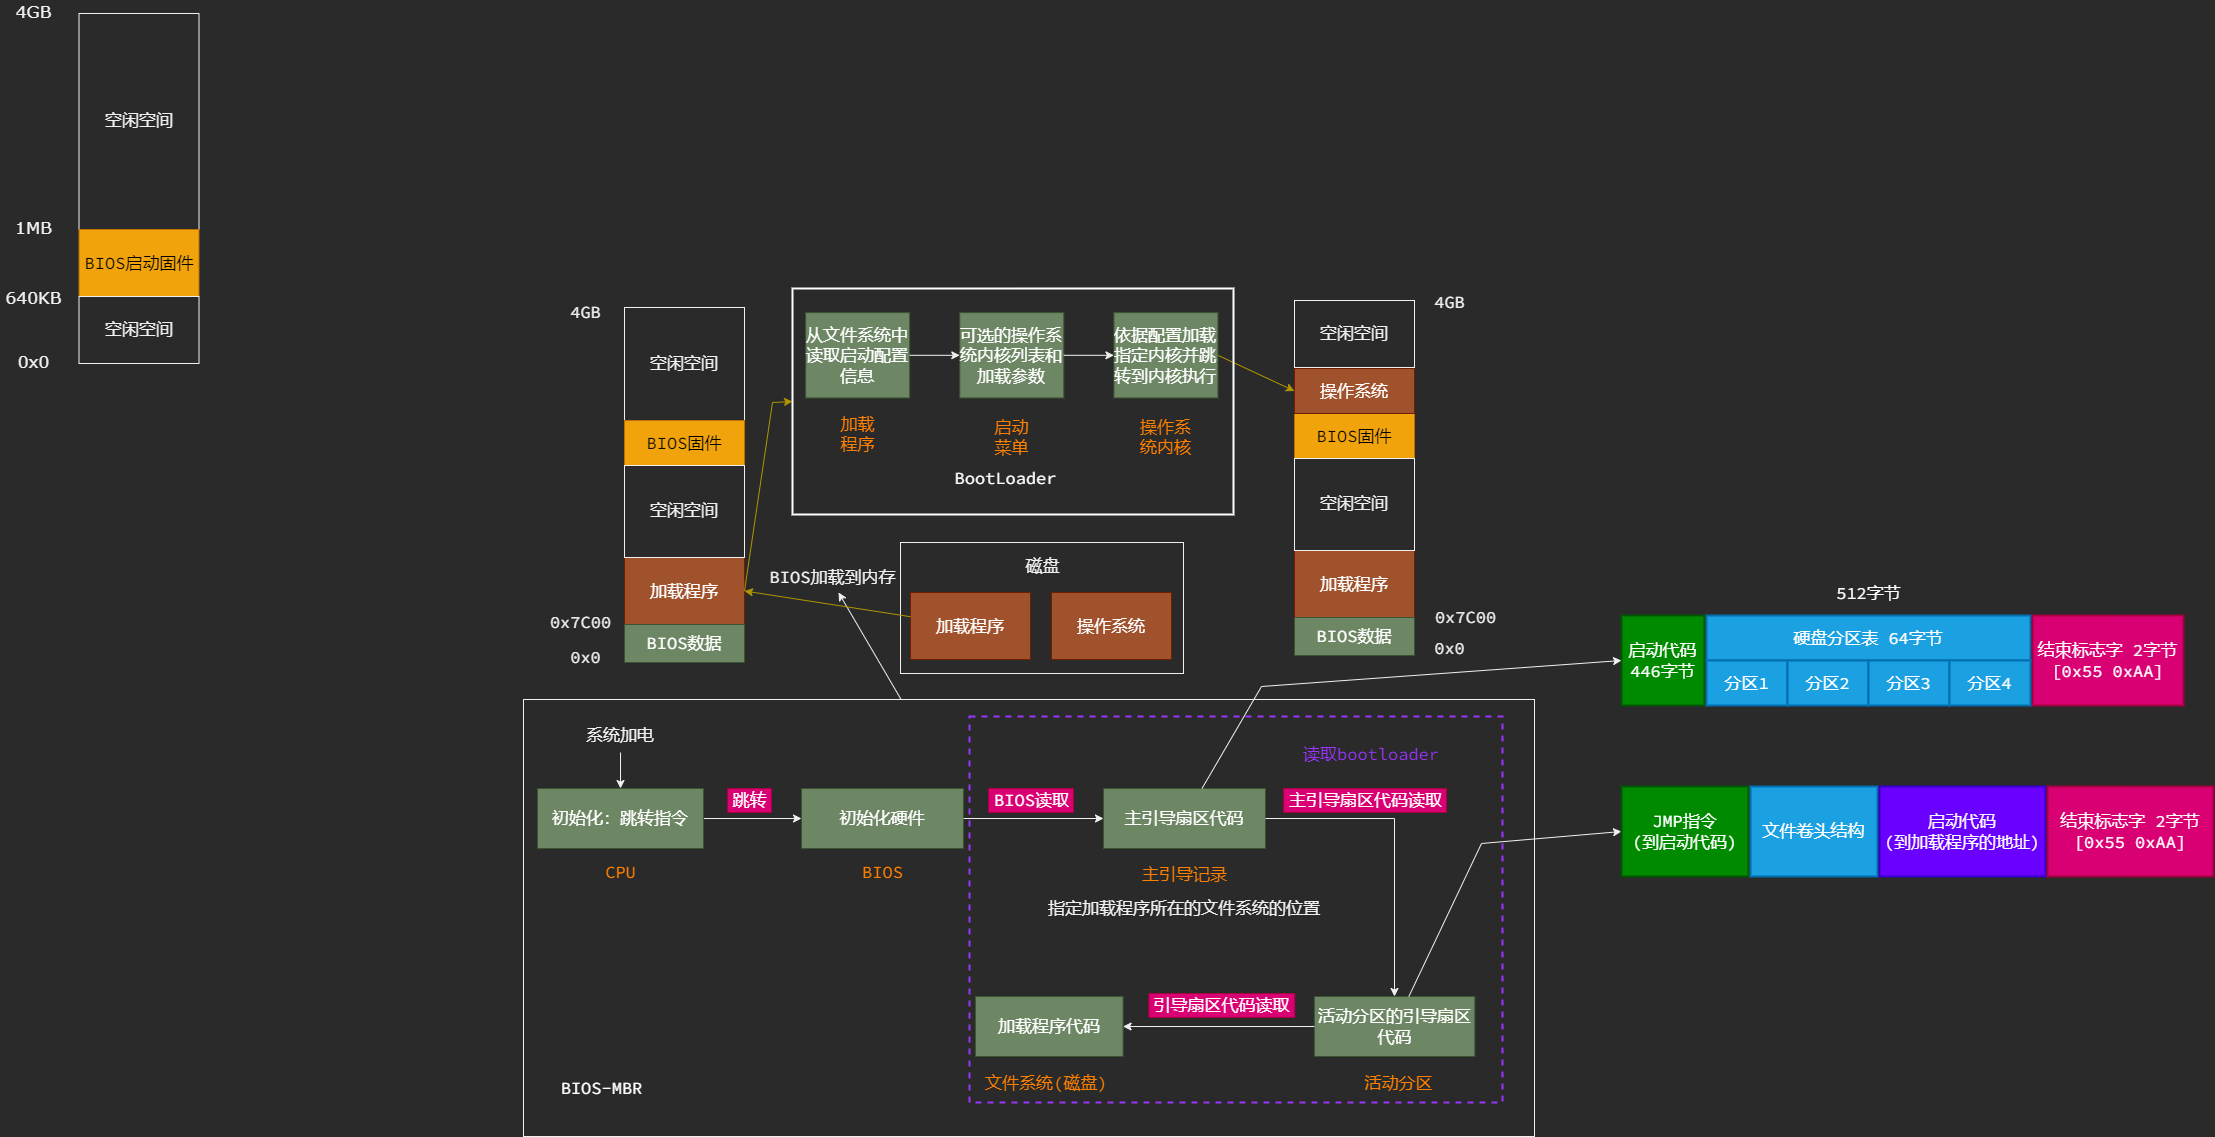 4GB
空闲空间
1MB
BIOS启动固件
640KB
空闲空间
0x0
4GB
空闲空间
BIOS固件
空闲空间
加载程序
0x7C00
BIOS数据
0x0
从文件系统中
读取启动配置
信息
加载
程序
可选的操作系
统内核列表和
加载参数
启动
菜单
依据配置加载
指定内核并跳
转到内核执行
操作系
统内核
BootLoader
BIOS加载到内存
磁盘
加载程序
操作系统
4GB
空闲空间
操作系统
BIOS固件
空闲空间
加载程序
0x7C00
BIOS数据
0x0
512字节
启动代码
446字节
硬盘分区表 64字节
分区1
分区2
分区3
分区4
结束标志字 2字节
[0x55 0xAA]
系统加电
初始化: 跳转指令
CPU
跳转
初始化硬件
BIOS
BIOS读取
读取bootloader
主引导扇区代码
主引导记录
主引导扇区代码读取
指定加载程序所在的文件系统的位置
JMP指令
(到启动代码)
文件卷头结构
启动代码
(到加载程序的地址)
结束标志字 2字节
[0x55 0xAA]
加载程序代码
文件系统(磁盘)
引导扇区代码读取
活动分区的引导扇区
代码
活动分区
BIOS-MBR